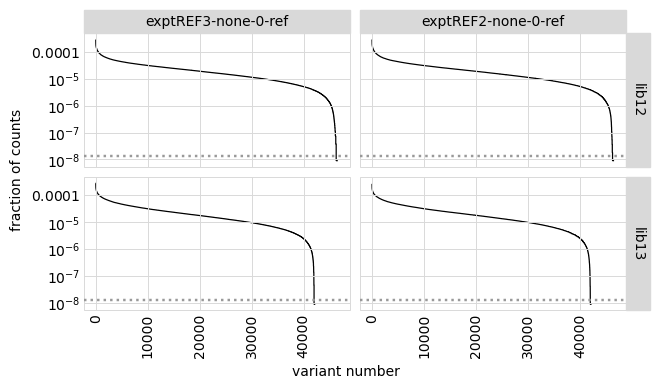 exptREF3-none-0-ref exptREF2-none-0-ref
fraction of counts
0.0001
10⁻⁵
10⁻⁶
10⁻⁷
10⁻⁸
lib12
0.0001
10⁻⁵
10⁻⁶
10⁻⁷
10⁻⁸
lib13
0 10000 20000 30000 40000 0 10000 20000 30000 40000
variant number